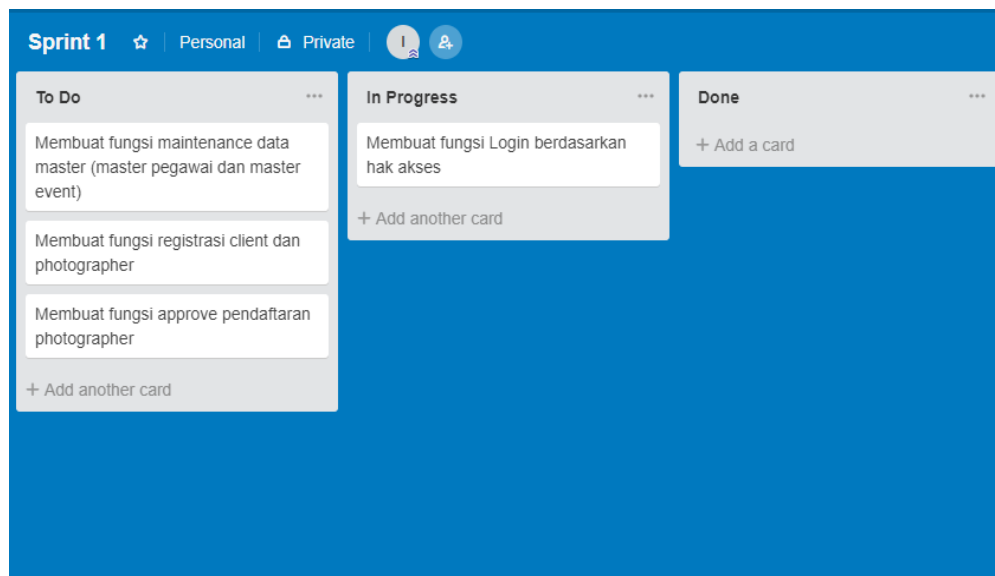 Sprint 1
Personal
Private
I
To Do
Membuat fungsi maintenance data
master (master pegawai dan master
event)
Membuat fungsi registrasi client dan
photographer
Membuat fungsi approve pendaftaran
photographer
+ Add another card
In Progress
Membuat fungsi Login berdasarkan
hak akses
+ Add another card
Done
+ Add a card